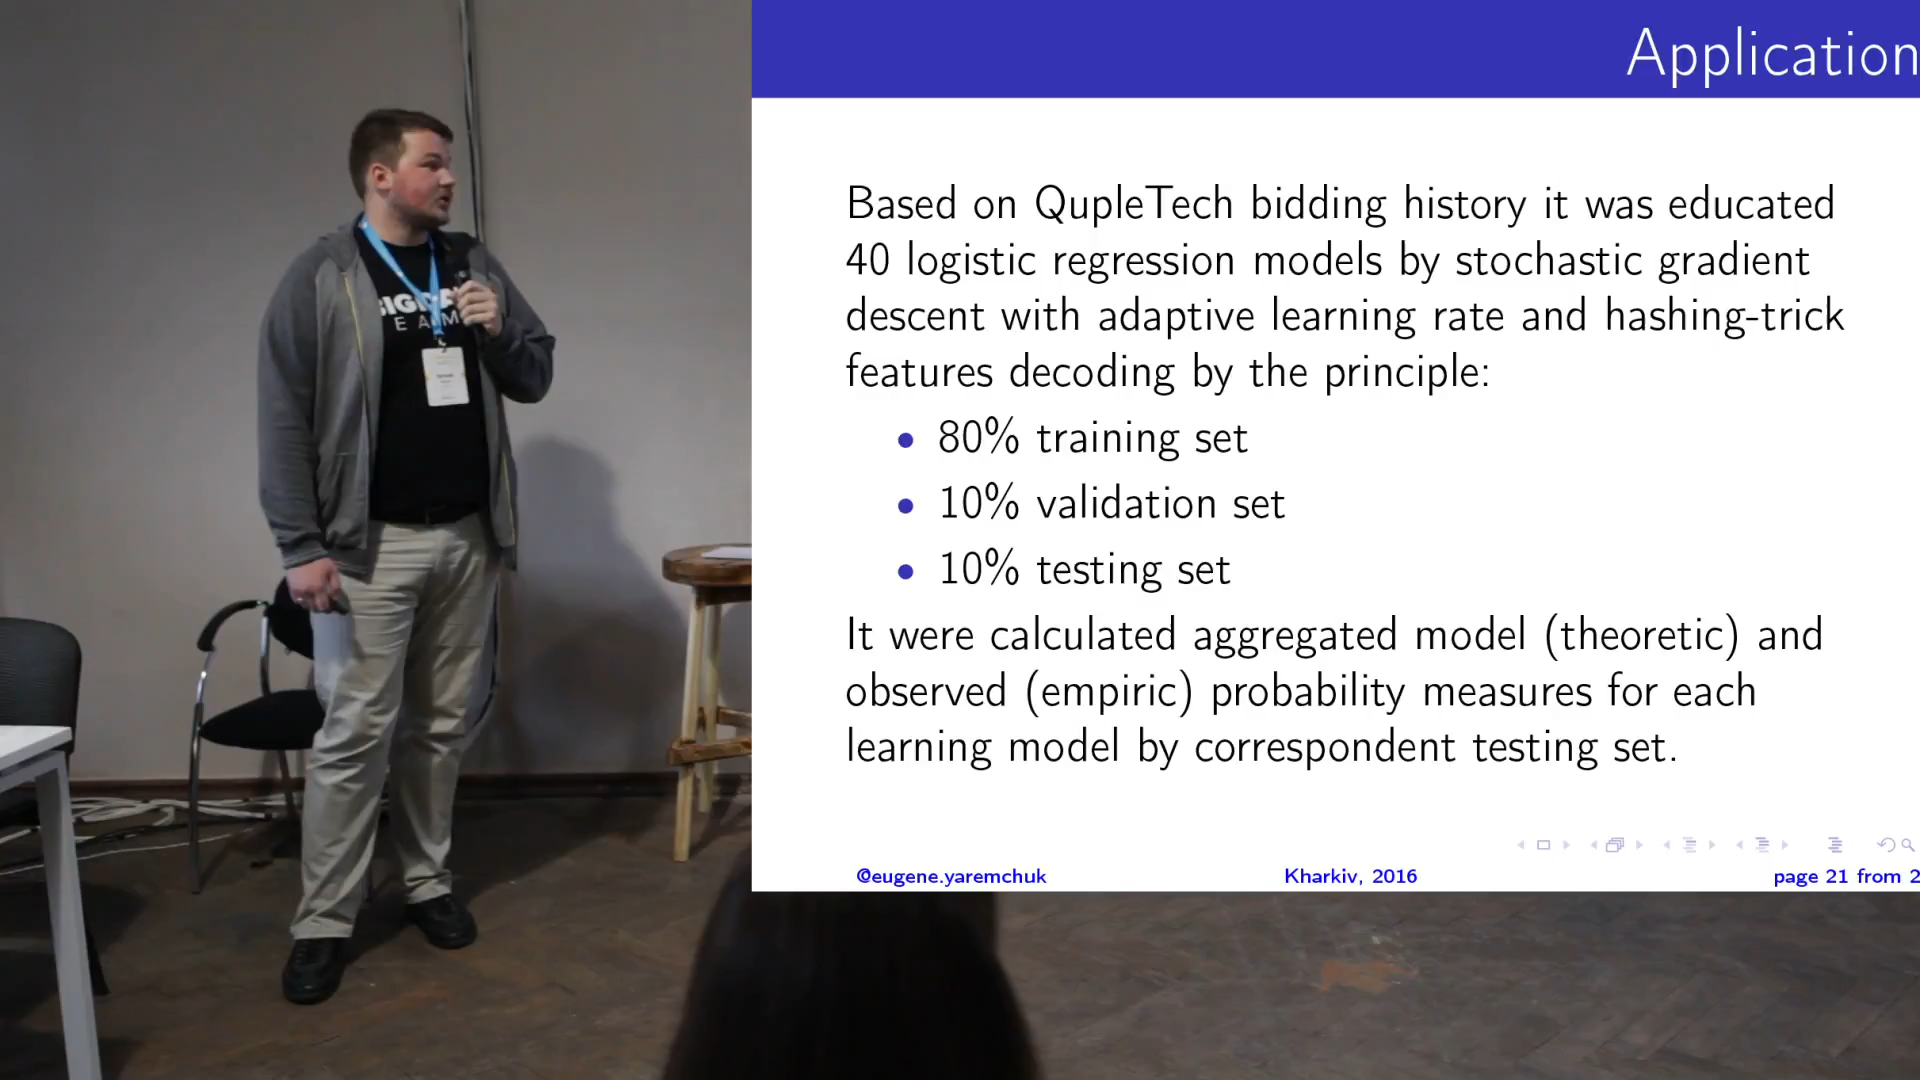 Application
Based on QupleTech bidding history it was educated
40 logistic regression models by stochastic gradient
descent with adaptive learning rate and hashing-trick
features decoding by the principle:
• 80% training set
• 10% validation set
• 10% testing set
It were calculated aggregated model (theoretic) and
observed (empiric) probability measures for each
learning model by correspondent testing set.
@eugene.yaremchuk
Kharkiv, 2016
page 21 from 2